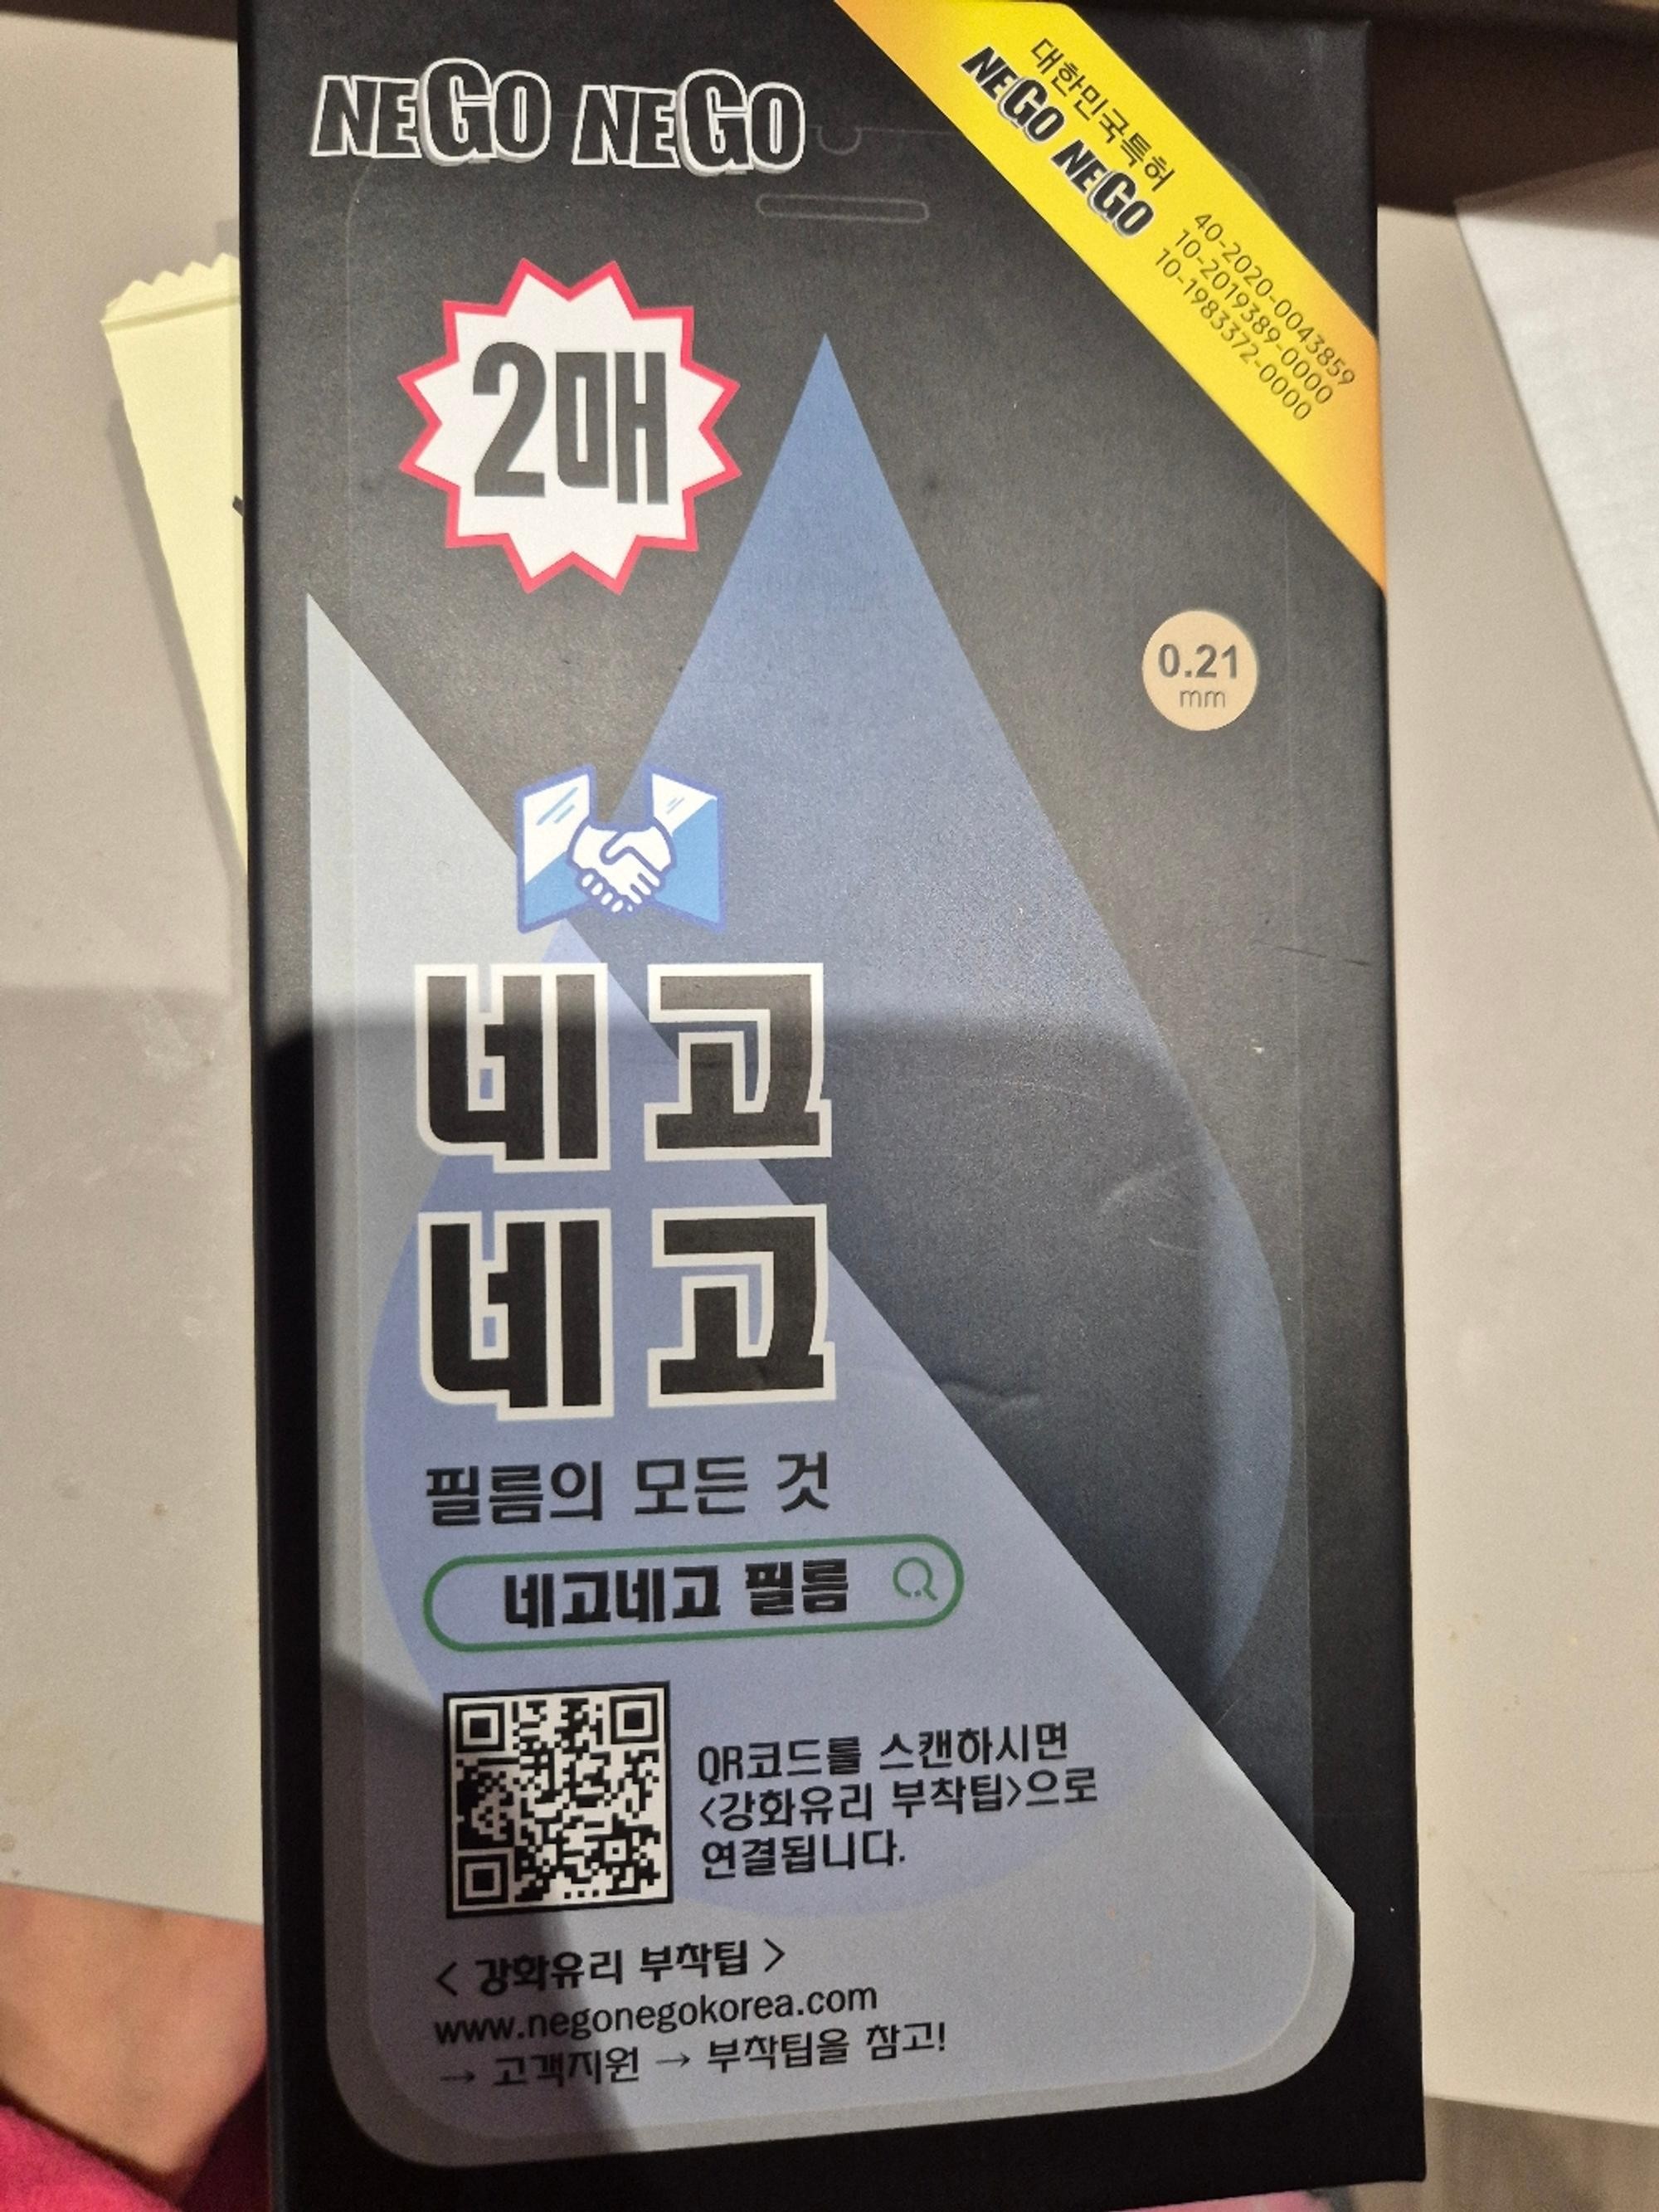 NEGO NEGO
대한민국특허
NEGO NEGO
40-2020-0043859
10-2019389-0000
10-1983372-0000
2매
0.21
mm
네고
네고
필름의 모든 것
네고네고 필름
QR코드를 스캔하시면
<강화유리 부착팁>으로
연결됩니다.
< 강화유리 부착팁 >
www.negonegokorea.com
→ 고객지원 → 부착팁을 참고!